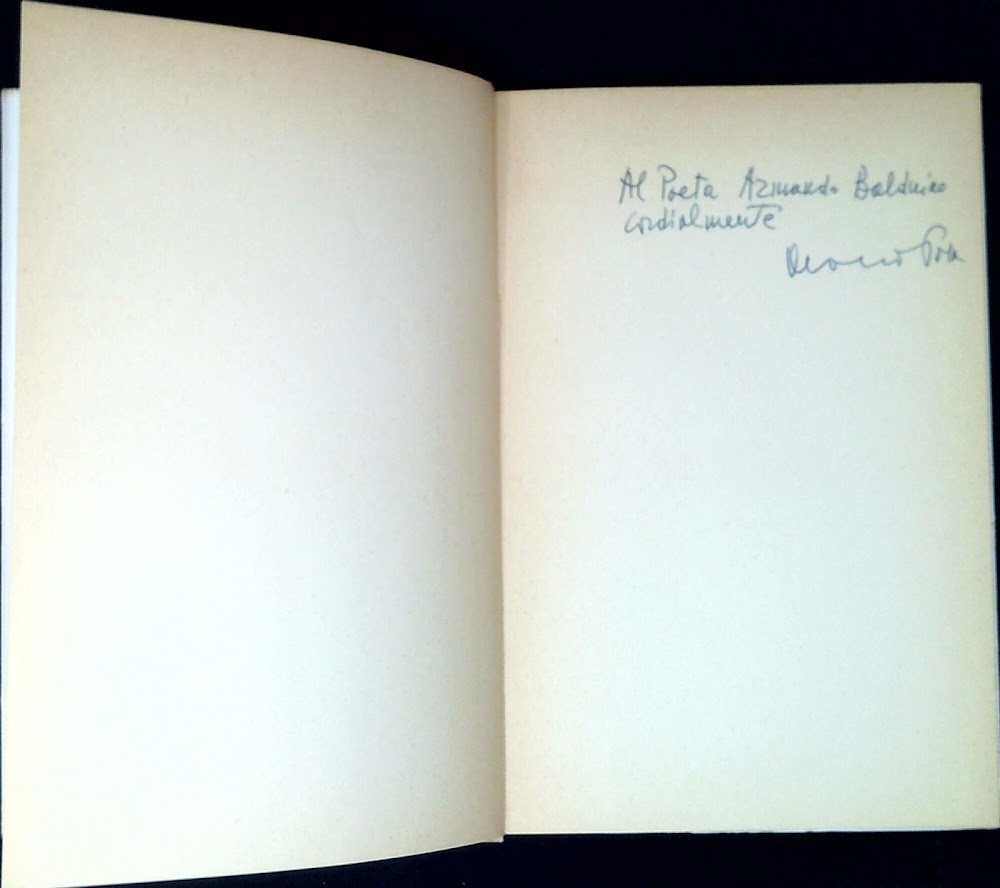 Al Poeta Armando Balduino
cordialmente